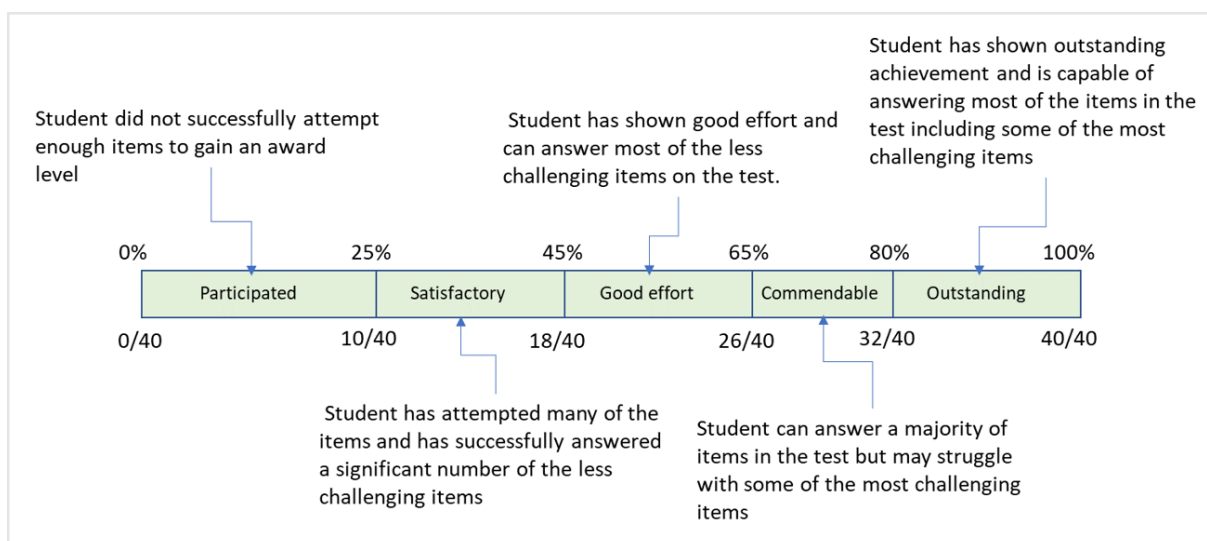 Student did not successfully attempt
enough items to gain an award
level
Student has shown good effort and
can answer most of the less
challenging items on the test.
Student has shown outstanding
achievement and is capable of
answering most of the items in the
test including some of the most
challenging items
0% 25% 45% 65% 80% 100%
Participated Satisfactory Good effort Commendable Outstanding
0/40 10/40 18/40 26/40 32/40 40/40
Student has attempted many of the
items and has successfully answered
a significant number of the less
challenging items
Student can answer a majority of
items in the test but may struggle
with some of the most challenging
items